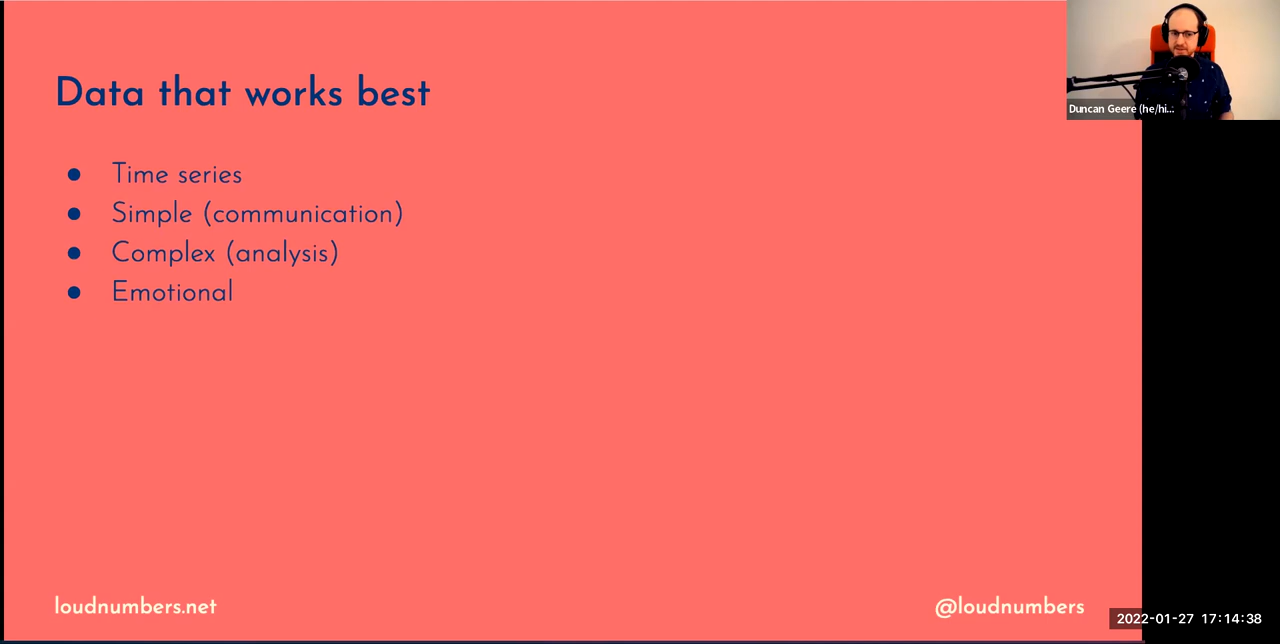 Data that works best
● Time series
● Simple (communication)
● Complex (analysis)
● Emotional
loudnumbers.net
@loudnumbers
Duncan Geere (he/hi...
2022-01-27 17:14:38